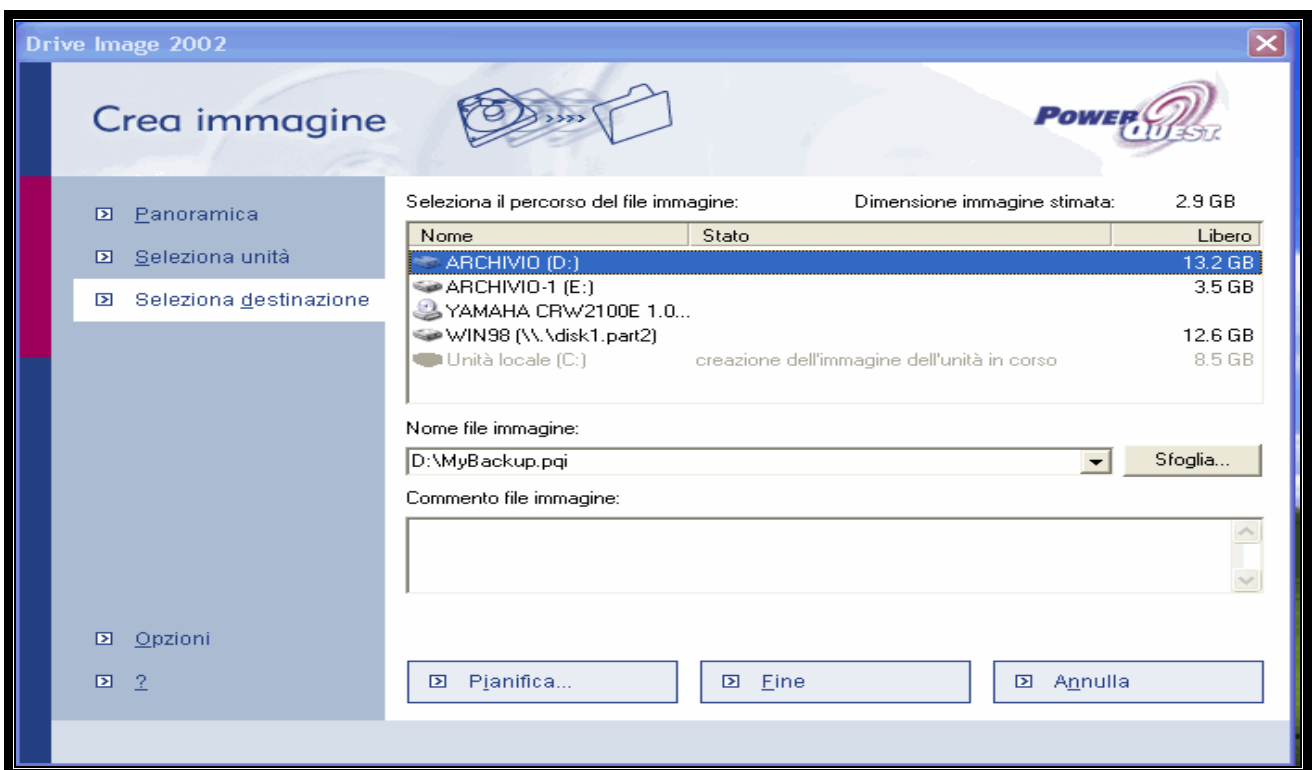 Drive Image 2002
Crea immagine
POWER
QUEST
Panoramica
Seleziona unità
Seleziona destinazione
Opzioni
?
Seleziona il percorso del file immagine: Dimensione immagine stimata: 2.9 GB
Nome Stato Libero
ARCHIVIO (D:) 13.2 GB
ARCHIVIO-1 (E:) 3.5 GB
YAMAHA CRW2100E 1.0...
WIN98 (\\.\disk1.part2) 12.6 GB
Unità locale (C:) creazione dell'immagine dell'unità in corso 8.5 GB
Nome file immagine:
D:\MyBackup.pqi Sfoglia...
Commento file immagine:
Pianifica... Fine Annulla